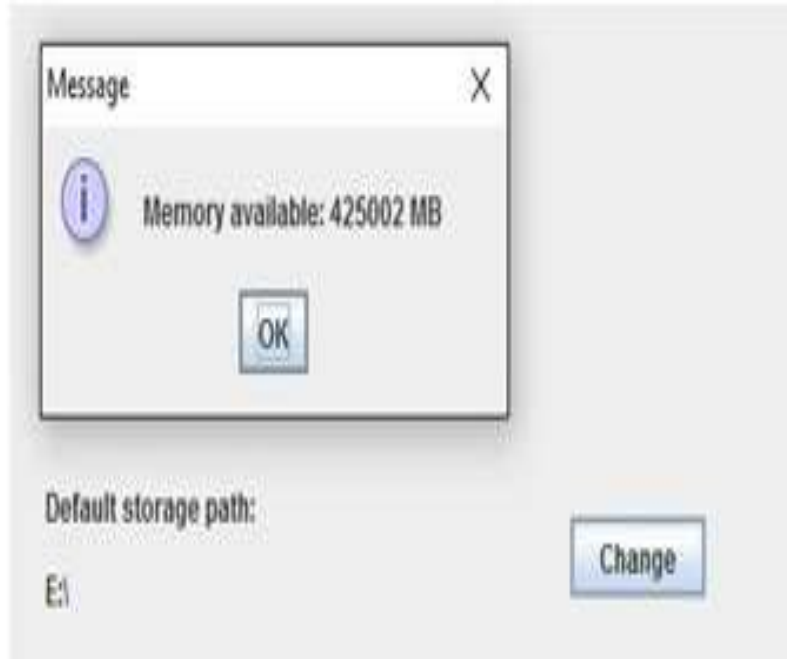 Message
Memory available: 425002 MB
OK
Default storage path:
Change
E:\